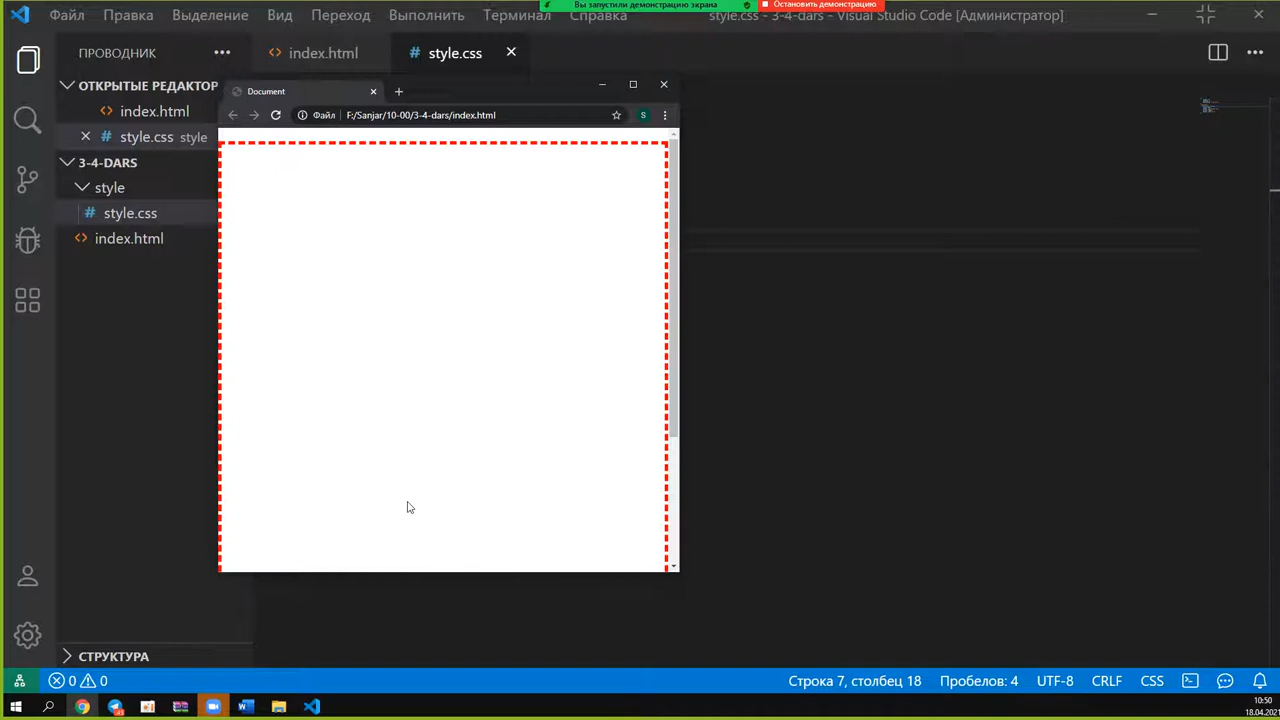 Вы запустили демонстрацию экрана
Остановить демонстрацию
Файл Правка Выделение Вид Переход Выполнить Терминал Справка
style.css - 3-4-dars - Visual Studio Code [Администратор]
ПРОВОДНИК
index.html
# style.css
ОТКРЫТЫЕ РЕДАКТОР
index.html
# style.css style
3-4-DARS
style
# style.css
index.html
СТРУКТУРА
Document
Файл F:/Sanjar/10-00/3-4-dars/index.html
S
0 0
Строка 7, столбец 18 Пробелов: 4 UTF-8 CRLF CSS
10:50
18.04.2021